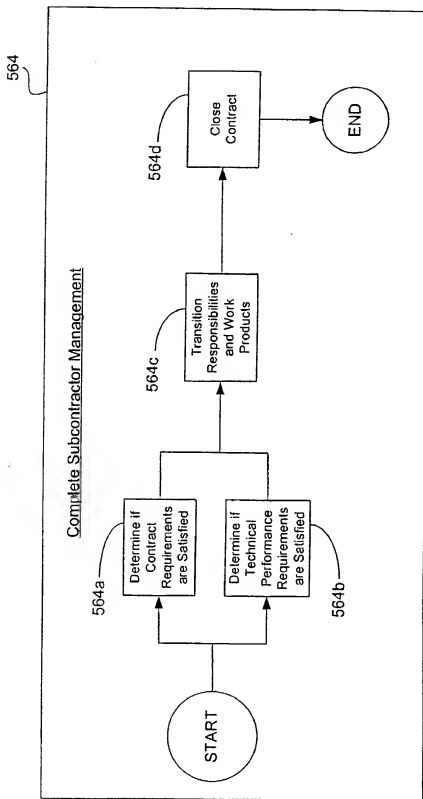 564
Complete Subcontractor Management
START
564a
Determine if
Contract
Requirements
are Satisfied
Determine if
Technical
Performance
Requirements
are Satisfied
564b
564c
Transition
Responsibilities
and Work
Products
564d
Close
Contract
END